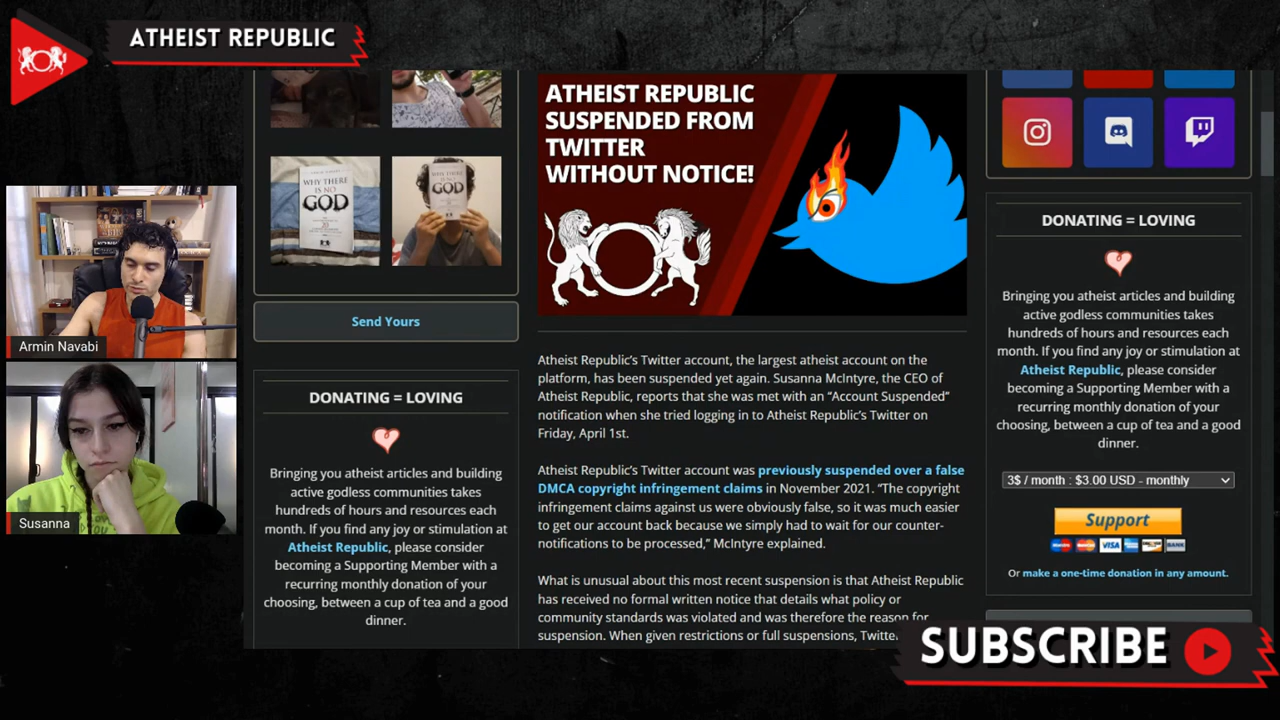 ATHEIST REPUBLIC
Armin Navabi
Susanna
WHY THERE
IS NO
GOD
WHY THERE IS NO
GOD
Send Yours
DONATING = LOVING
Bringing you atheist articles and building
active godless communities takes
hundreds of hours and resources each
month. If you find any joy or stimulation at
Atheist Republic, please consider
becoming a Supporting Member with a
recurring monthly donation of your
choosing, between a cup of tea and a good
dinner.
ATHEIST REPUBLIC
SUSPENDED FROM
TWITTER
WITHOUT NOTICE!
Atheist Republic's Twitter account, the largest atheist account on the
platform, has been suspended yet again. Susanna McIntyre, the CEO of
Atheist Republic, reports that she was met with an “Account Suspended”
notification when she tried logging in to Atheist Republic's Twitter on
Friday, April 1st.
Atheist Republic's Twitter account was previously suspended over a false
DMCA copyright infringement claims in November 2021. “The copyright
infringement claims against us were obviously false, so it was much easier
to get our account back because we simply had to wait for our counter-
notifications to be processed,” McIntyre explained.
What is unusual about this most recent suspension is that Atheist Republic
has received no formal written notice that details what policy or
community standards was violated and was therefore the reason for
suspension. When given restrictions or full suspensions, Twitte
DONATING = LOVING
Bringing you atheist articles and building
active godless communities takes
hundreds of hours and resources each
month. If you find any joy or stimulation at
Atheist Republic, please consider
becoming a Supporting Member with a
recurring monthly donation of your
choosing, between a cup of tea and a good
dinner.
3$ / month : $3.00 USD - monthly
Support
VISA
BANK
Or make a one-time donation in any amount.
SUBSCRIBE